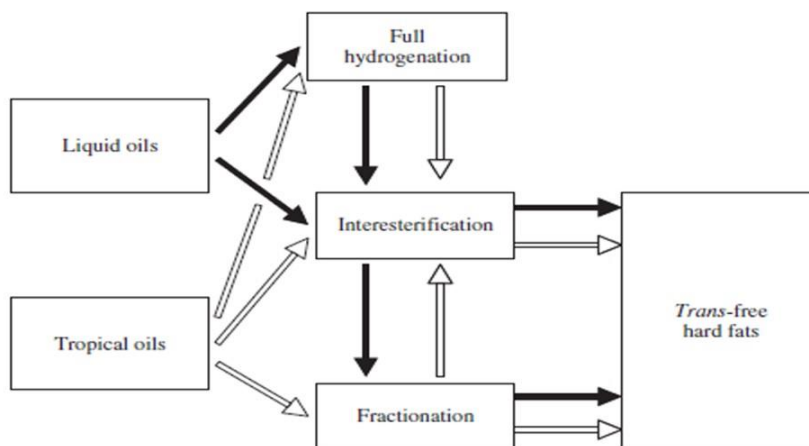 Full
hydrogenation
Liquid oils
Interesterification
Tropical oils
Trans-free
hard fats
Fractionation